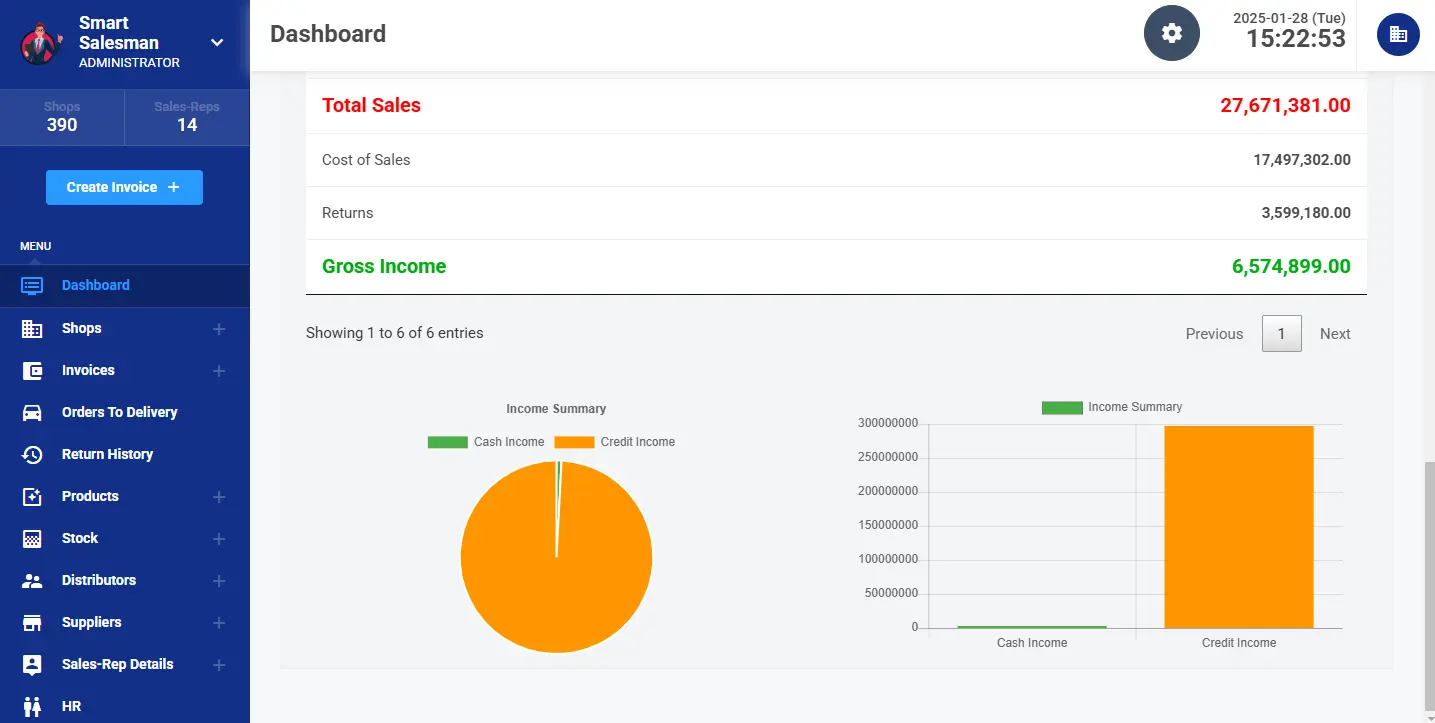 Smart
Salesman
ADMINISTRATOR
Shops
390
Sales-Reps
14
Create Invoice +
MENU
Dashboard
Shops +
Invoices +
Orders To Delivery
Return History
Products +
Stock +
Distributors +
Suppliers +
Sales-Rep Details +
HR
Dashboard
2025-01-28 (Tue)
15:22:53
Total Sales 27,671,381.00
Cost of Sales 17,497,302.00
Returns 3,599,180.00
Gross Income 6,574,899.00
Showing 1 to 6 of 6 entries
Previous 1 Next
Income Summary
Cash Income Credit Income
Income Summary
300000000
250000000
200000000
150000000
100000000
50000000
0
Cash Income Credit Income